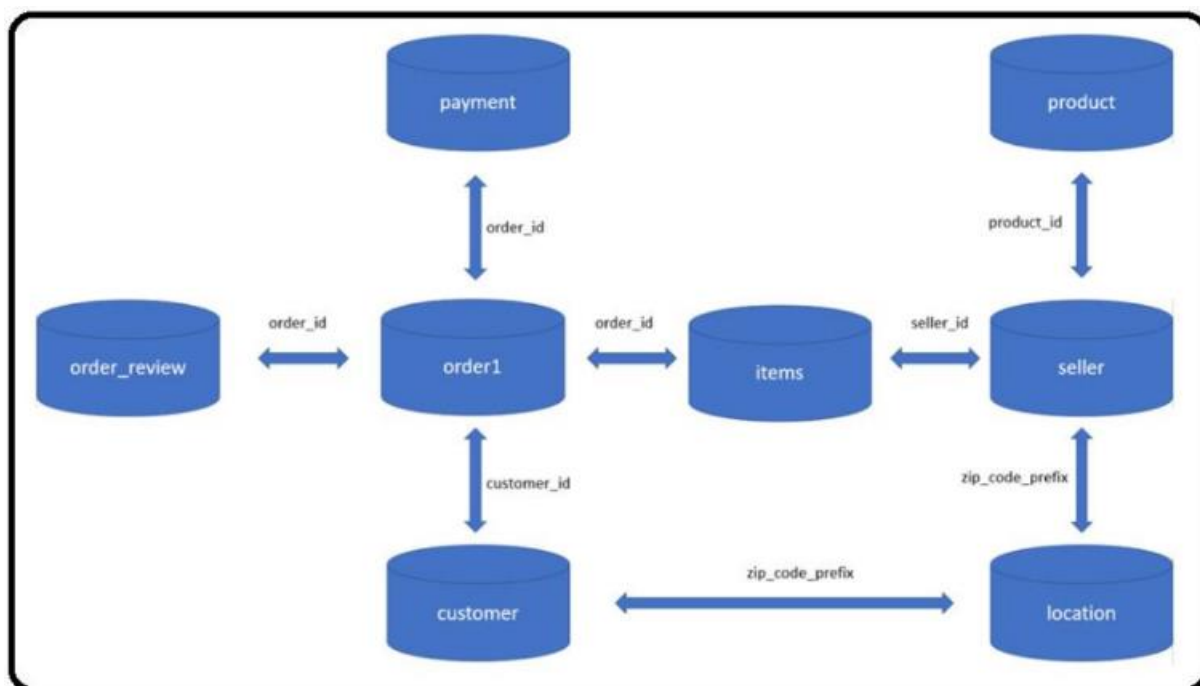 payment
product
order_id
product_id
order_id
order_id
seller_id
order_review
order1
items
seller
customer_id
zip_code_prefix
zip_code_prefix
customer
location